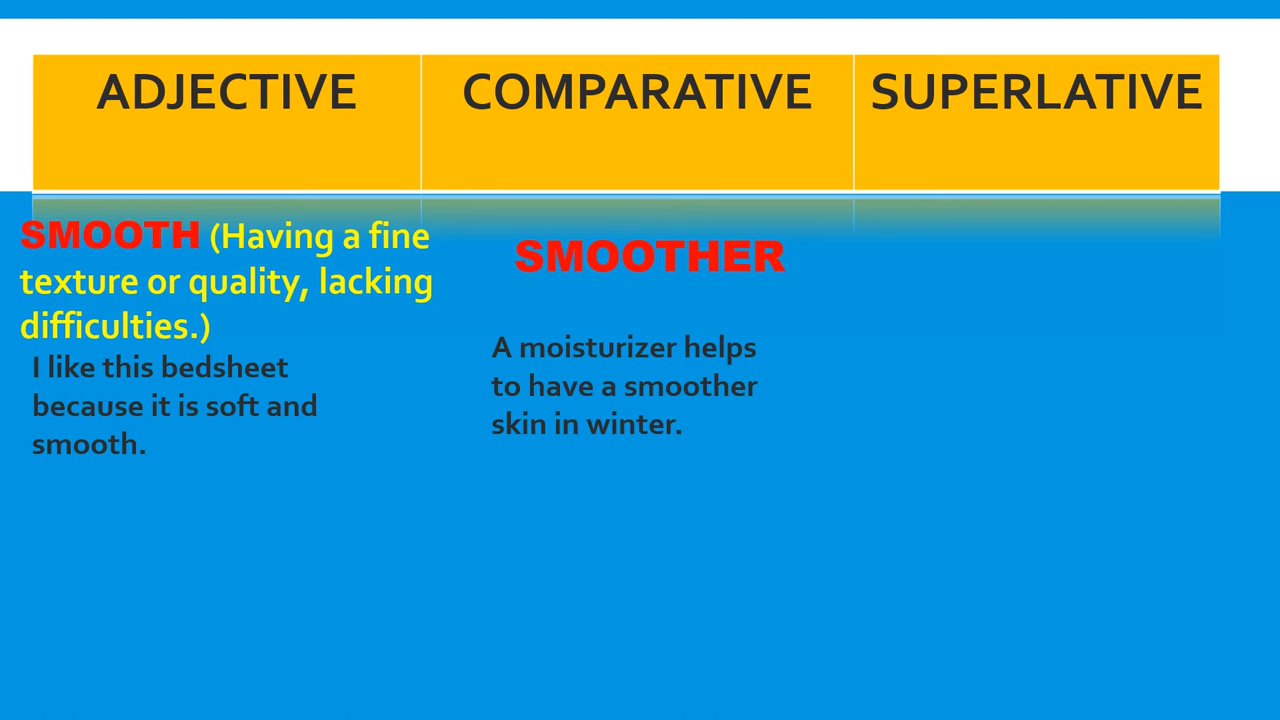 ADJECTIVE
COMPARATIVE
SUPERLATIVE
SMOOTH (Having a fine
texture or quality, lacking
difficulties.)
I like this bedsheet
because it is soft and
smooth.
SMOOTHER
A moisturizer helps
to have a smoother
skin in winter.